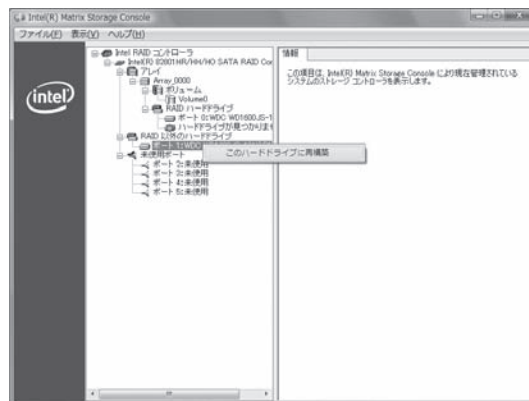 Intel(R) Matrix Storage Console
ファイル(F) 表示(V) ヘルプ(H)
intel
Intel RAID コントローラ
Intel(R) 82801HR/HH/HO SATA RAID Cor
アレイ
Array_0000
ボリューム
Volume0
RAID ハードドライブ
ポート 0:WDC WD1600JS-1
ハードドライブが見つかりませ
RAID 以外のハードドライブ
ポート 1:WDC
このハードドライブに再構築
未使用ポート
ポート 2:未使用
ポート 3:未使用
ポート 4:未使用
ポート 5:未使用
情報
この項目は、Intel(R) Matrix Storage Console により現在管理されている
システムのストレージ コントローラを表示します。